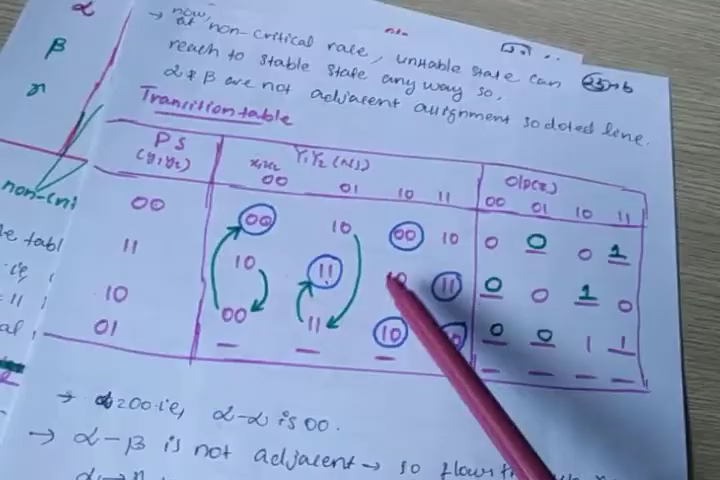 α
β
γ
→ now,
at non-critical race, unstable state can
reach to stable state any way so,
α & β are not adjacent assignment so doted line.
Transition table
PS
(y1y2)
Y1Y2 (NS)
O/P(z)
x1x2
00 01 10 11 00 01 10 11
00 00 10 00 10 0 0 0 1
11 10 11 10 11 0 0 1 0
10 00 11 10 0 0 1 1
01 — — — — — — —
→ α=00 i.e, α-α is 00.
→ α-β is not adjacent → so flows